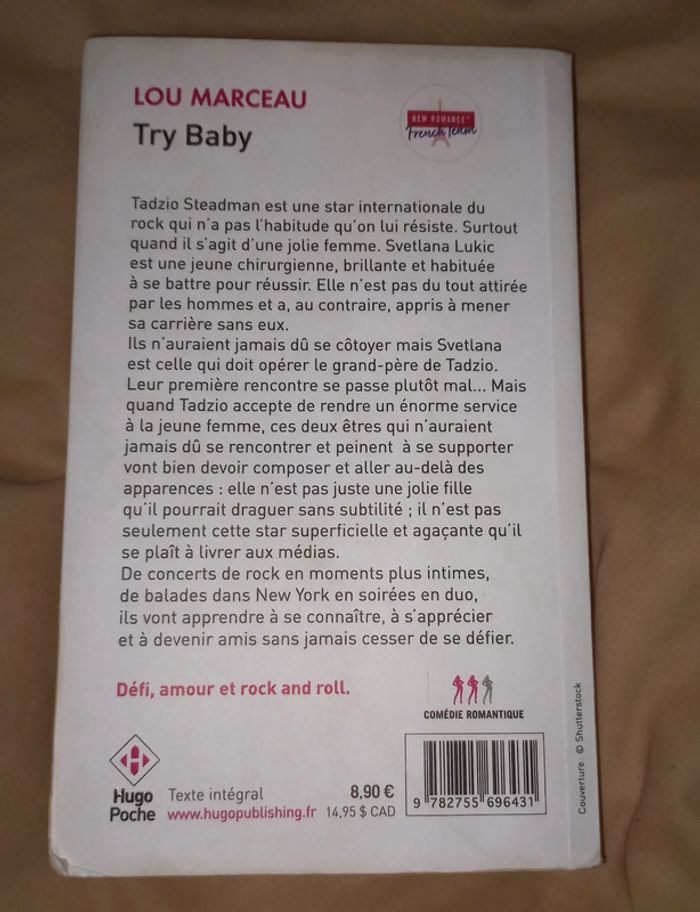 LOU MARCEAU
Try Baby
NEW ROMANCE®
French Team
Tadzio Steadman est une star internationale du
rock qui n'a pas l'habitude qu'on lui résiste. Surtout
quand il s'agit d'une jolie femme. Svetlana Lukic
est une jeune chirurgienne, brillante et habituée
à se battre pour réussir. Elle n'est pas du tout attirée
par les hommes et a, au contraire, appris à mener
sa carrière sans eux.
Ils n'auraient jamais dû se côtoyer mais Svetlana
est celle qui doit opérer le grand-père de Tadzio.
Leur première rencontre se passe plutôt mal... Mais
quand Tadzio accepte de rendre un énorme service
à la jeune femme, ces deux êtres qui n'auraient
jamais dû se rencontrer et peinent à se supporter
vont bien devoir composer et aller au-delà des
apparences : elle n'est pas juste une jolie fille
qu'il pourrait draguer sans subtilité ; il n'est pas
seulement cette star superficielle et agaçante qu'il
se plaît à livrer aux médias.
De concerts de rock en moments plus intimes,
de balades dans New York en soirées en duo,
ils vont apprendre à se connaître, à s'apprécier
et à devenir amis sans jamais cesser de se défier.
Défi, amour et rock and roll.
COMÉDIE ROMANTIQUE
Hugo
Poche
Texte intégral
www.hugopublishing.fr
8,90 €
14,95 $ CAD
9 782755 696431
Couverture : © Shutterstock